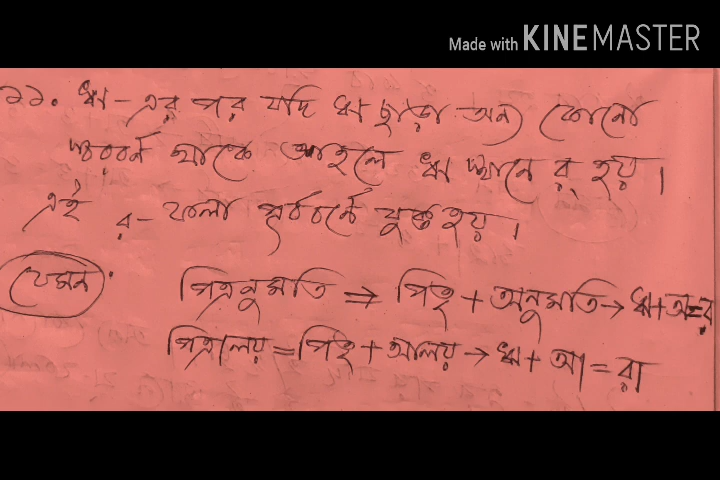 Made with KINEMASTER
১১. ঋ-এর পর যদি ঋ ছাড়া অন্য কোনো
স্বরবর্ন থাকে তাহলে ঋ স্থানে র্ হয়।
এই র-ফলা পূর্ববর্নে যুক্ত হয়।
যেমন: পিত্রনুমতি ⇒ পিতৃ + অনুমতি → ঋ+অ=র
পিত্রালয় = পিতৃ + আলয় → ঋ + আ = রা